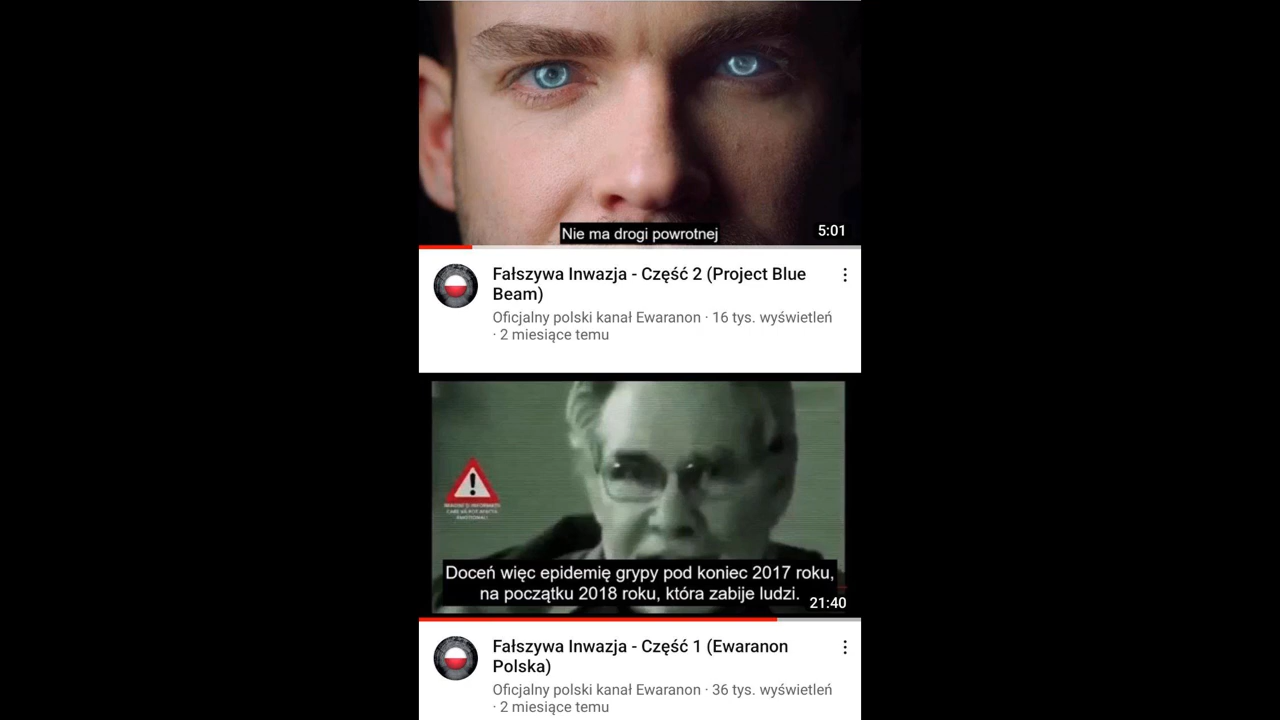 Nie ma drogi powrotnej
5:01
Fałszywa Inwazja - Część 2 (Project Blue
Beam)
Oficjalny polski kanał Ewaranon · 16 tys. wyświetleń
· 2 miesiące temu
Doceń więc epidemię grypy pod koniec 2017 roku,
na początku 2018 roku, która zabije ludzi.
21:40
Fałszywa Inwazja - Część 1 (Ewaranon
Polska)
Oficjalny polski kanał Ewaranon · 36 tys. wyświetleń
· 2 miesiące temu